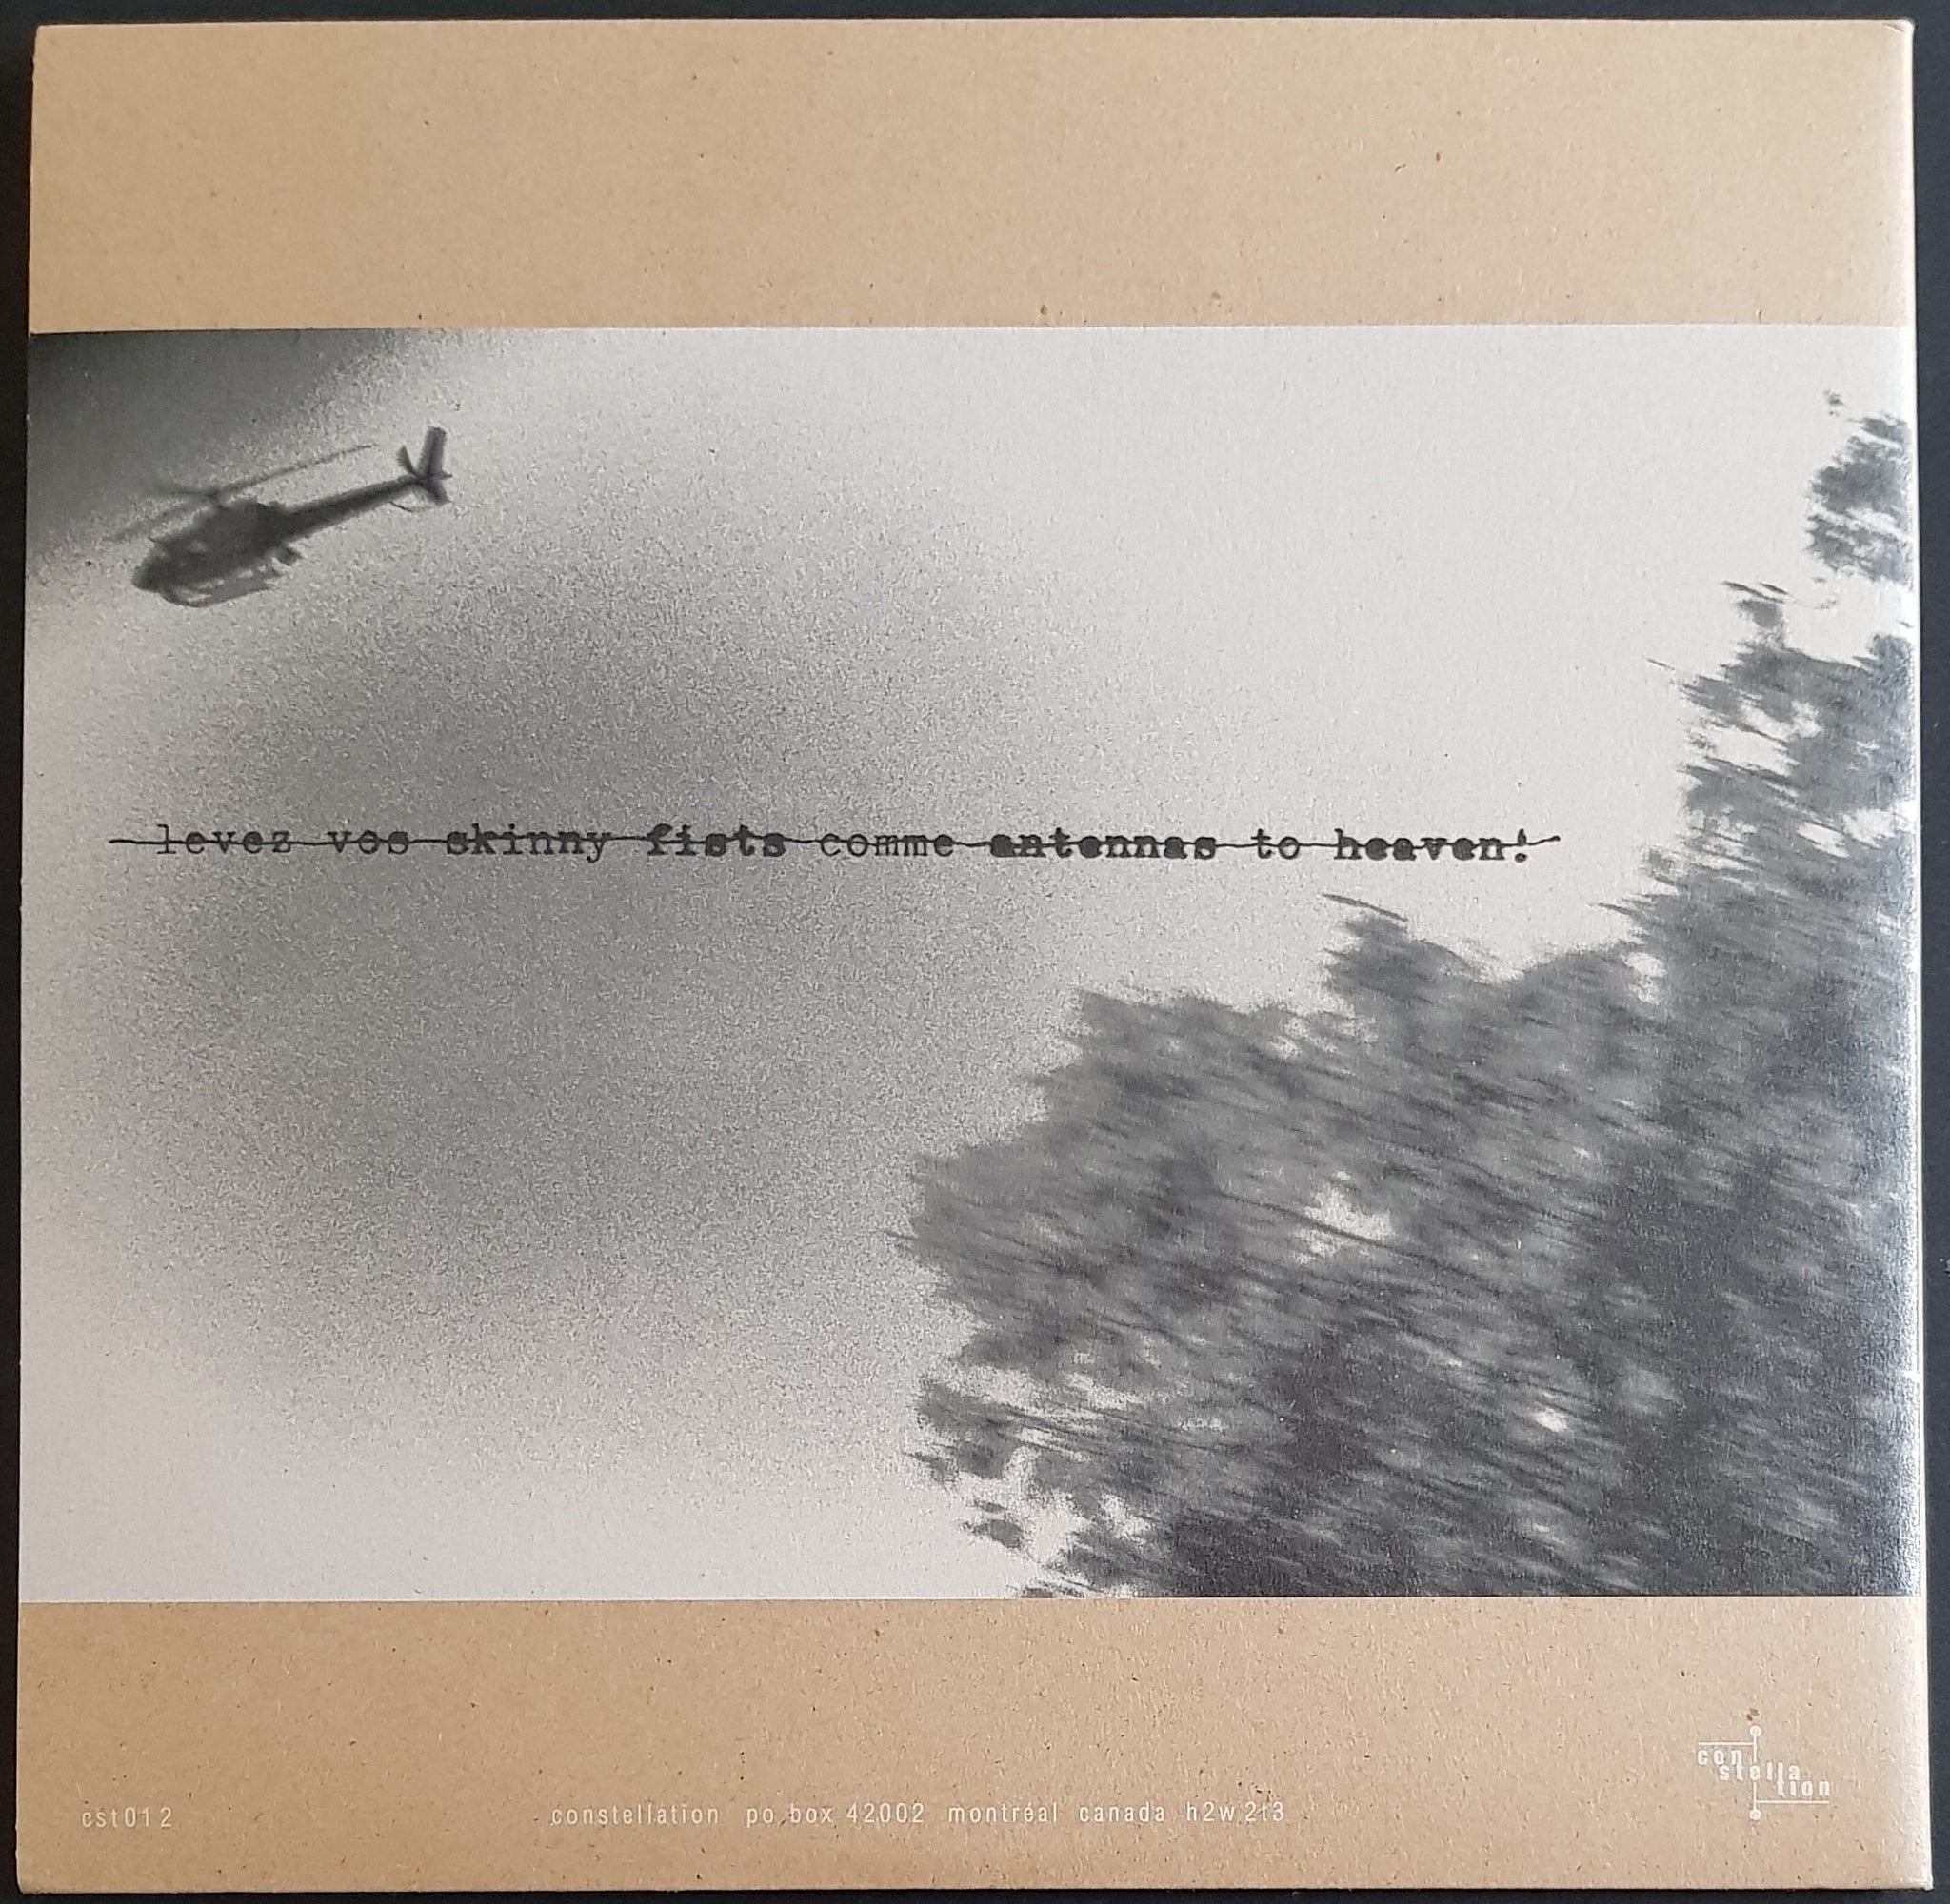 levez vos skinny fists comme antennas to heaven!
con
stella
tion
cst012
constellation po box 42002 montréal canada h2w 2t3